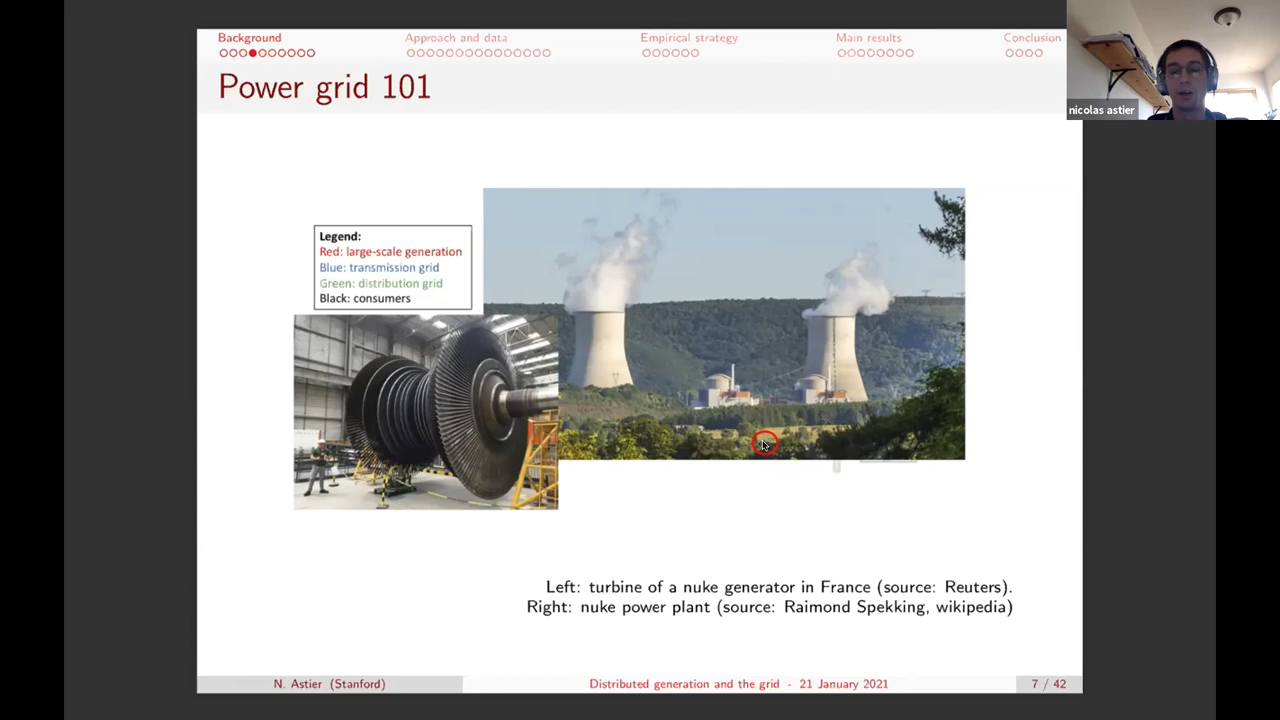 Background Approach and data Empirical strategy Main results Conclusion
nicolas astier
Power grid 101
Legend:
Red: large-scale generation
Blue: transmission grid
Green: distribution grid
Black: consumers
Left: turbine of a nuke generator in France (source: Reuters).
Right: nuke power plant (source: Raimond Spekking, wikipedia)
N. Astier (Stanford) Distributed generation and the grid - 21 January 2021 7 / 42